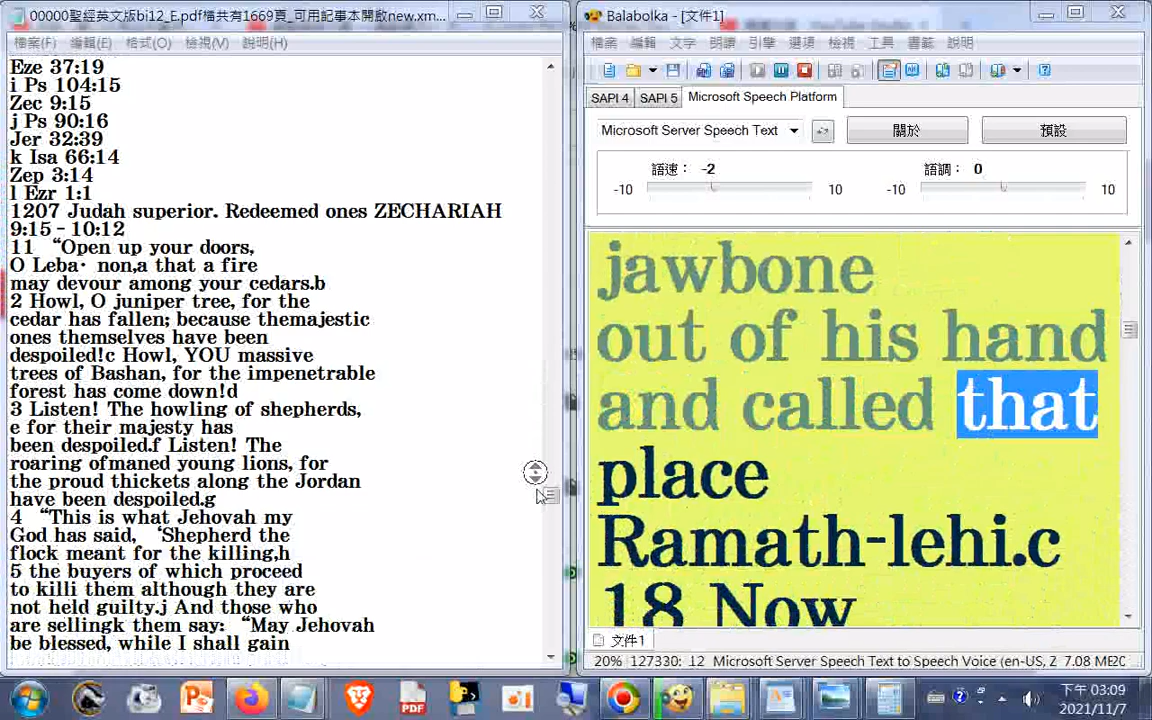 00000聖經英文版bi12_E.pdf檔共有1669頁_可用記事本開啟new.xm...
檔案(F) 編輯(E) 格式(O) 檢視(V) 說明(H)
Eze 37:19
i Ps 104:15
Zec 9:15
j Ps 90:16
Jer 32:39
k Isa 66:14
Zep 3:14
l Ezr 1:1
1207 Judah superior. Redeemed ones ZECHARIAH
9:15 – 10:12
11 “Open up your doors,
O Leba· non,a that a fire
may devour among your cedars.b
2 Howl, O juniper tree, for the
cedar has fallen; because themajestic
ones themselves have been
despoiled!c Howl, YOU massive
trees of Bashan, for the impenetrable
forest has come down!d
3 Listen! The howling of shepherds,
e for their majesty has
been despoiled.f Listen! The
roaring ofmaned young lions, for
the proud thickets along the Jordan
have been despoiled.g
4 “This is what Jehovah my
God has said, ‘Shepherd the
flock meant for the killing,h
5 the buyers of which proceed
to killi them although they are
not held guilty.j And those who
are sellingk them say: “May Jehovah
be blessed, while I shall gain
Balabolka - [文件1]
檔案 編輯 文字 朗讀 引擎 選項 檢視 工具 書籤 說明
SAPI 4 SAPI 5 Microsoft Speech Platform
Microsoft Server Speech Text 關於 預設
語速: -2 語調: 0
-10 10 -10 10
jawbone
out of his hand
and called that
place
Ramath-lehi.c
18 Now
文件1
20% 127330: 12 Microsoft Server Speech Text to Speech Voice (en-US, Z 7.08 ME2C
下午 03:09
2021/11/7